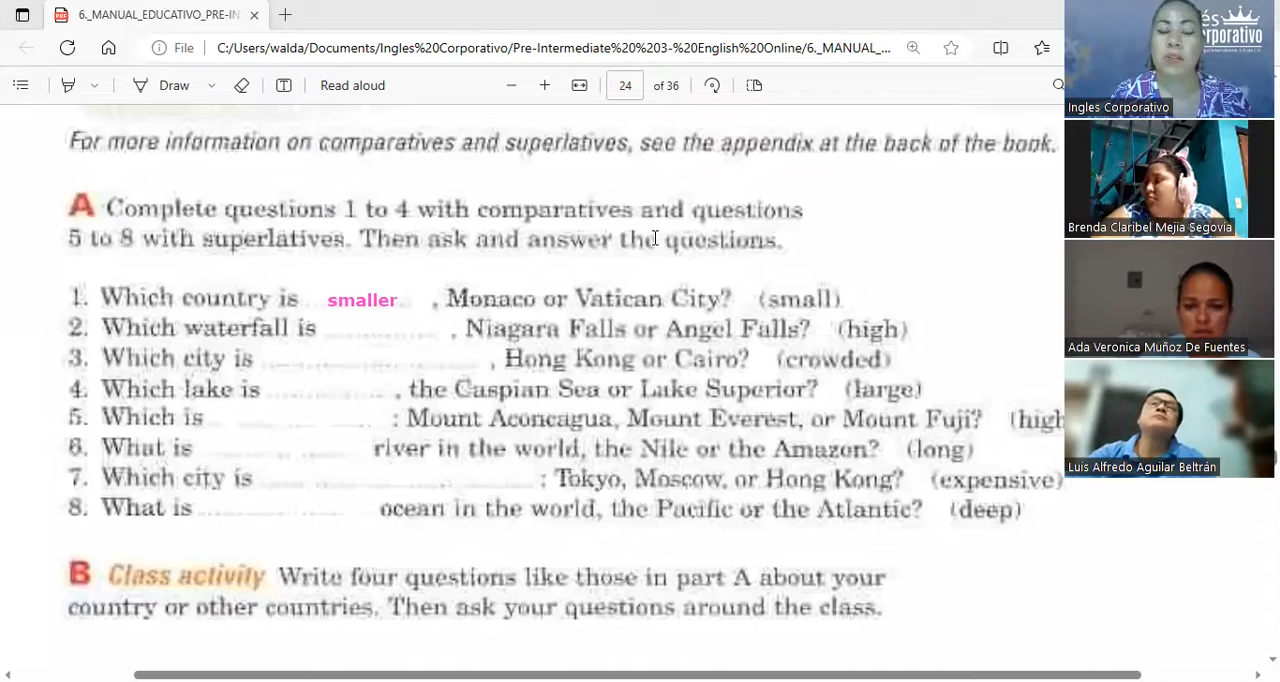 6._MANUAL_EDUCATIVO_PRE-IN
File C:/Users/walda/Documents/Ingles%20Corporativo/Pre-Intermediate%20%203-%20English%20Online/6._MANUAL_...
Draw Read aloud 24 of 36
For more information on comparatives and superlatives, see the appendix at the back of the book.
A Complete questions 1 to 4 with comparatives and questions
5 to 8 with superlatives. Then ask and answer the questions.
1. Which country is smaller , Monaco or Vatican City? (small)
2. Which waterfall is ............ , Niagara Falls or Angel Falls? (high)
3. Which city is ............ , Hong Kong or Cairo? (crowded)
4. Which lake is ............ , the Caspian Sea or Lake Superior? (large)
5. Which is ............ : Mount Aconcagua, Mount Everest, or Mount Fuji? (high
6. What is ............ river in the world, the Nile or the Amazon? (long)
7. Which city is ............ : Tokyo, Moscow, or Hong Kong? (expensive)
8. What is ............ ocean in the world, the Pacific or the Atlantic? (deep)
B Class activity Write four questions like those in part A about your
country or other countries. Then ask your questions around the class.
Ingles Corporativo
Brenda Claribel Mejia Segovia
Ada Veronica Muñoz De Fuentes
Luis Alfredo Aguilar Beltrán